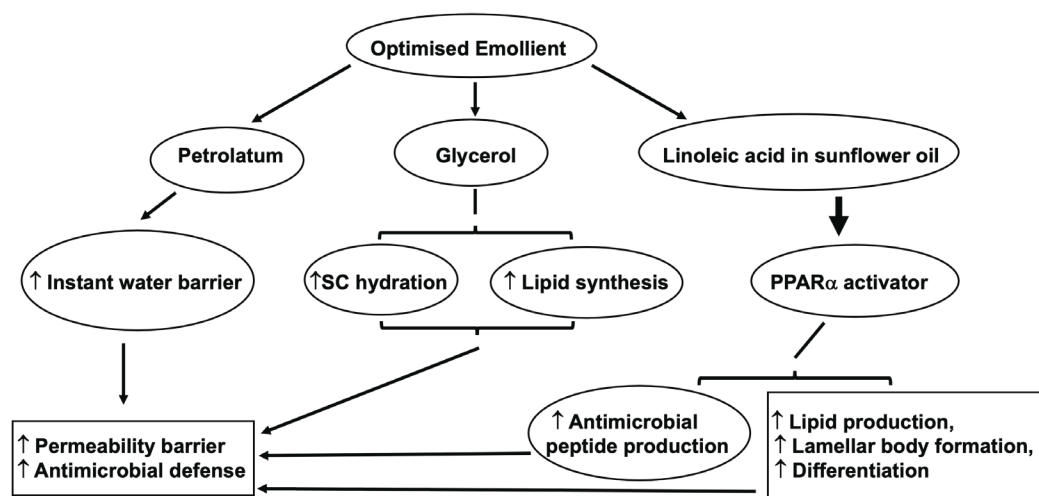 Optimised Emollient
Petrolatum
Glycerol
Linoleic acid in sunflower oil
↑ Instant water barrier
↑SC hydration
↑ Lipid synthesis
PPARα activator
↑ Permeability barrier
↑ Antimicrobial defense
↑ Antimicrobial
peptide production
↑ Lipid production,
↑ Lamellar body formation,
↑ Differentiation